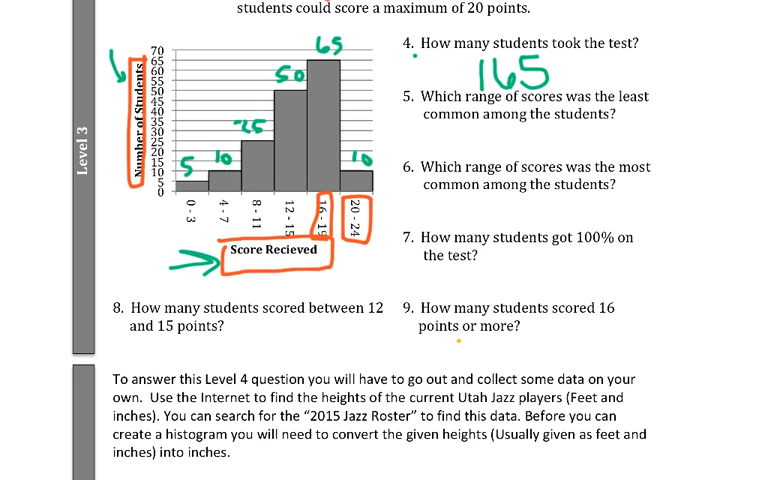 students could score a maximum of 20 points.
Level 3
Number of Students
70
65
60
55
50
45
40
35
30
25
20
15
10
5
0
5
10
25
50
65
10
0 - 3
4 - 7
8 - 11
12 - 15
16 - 19
20 - 24
Score Recieved
4. How many students took the test?
165
5. Which range of scores was the least
common among the students?
6. Which range of scores was the most
common among the students?
7. How many students got 100% on
the test?
8. How many students scored between 12
and 15 points?
9. How many students scored 16
points or more?
To answer this Level 4 question you will have to go out and collect some data on your
own. Use the Internet to find the heights of the current Utah Jazz players (Feet and
inches). You can search for the “2015 Jazz Roster” to find this data. Before you can
create a histogram you will need to convert the given heights (Usually given as feet and
inches) into inches.